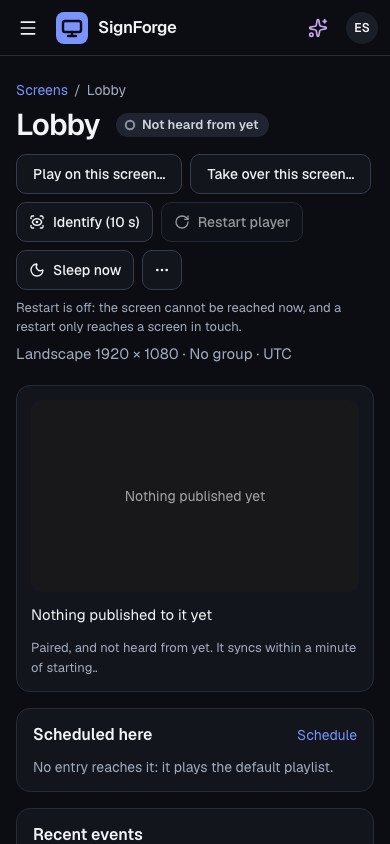 SignForge
ES
Screens / Lobby
Lobby
Not heard from yet
Play on this screen...
Take over this screen...
Identify (10 s)
Restart player
Sleep now
Restart is off: the screen cannot be reached now, and a
restart only reaches a screen in touch.
Landscape 1920 × 1080 · No group · UTC
Nothing published yet
Nothing published to it yet
Paired, and not heard from yet. It syncs within a minute
of starting..
Scheduled here
Schedule
No entry reaches it: it plays the default playlist.
Recent events